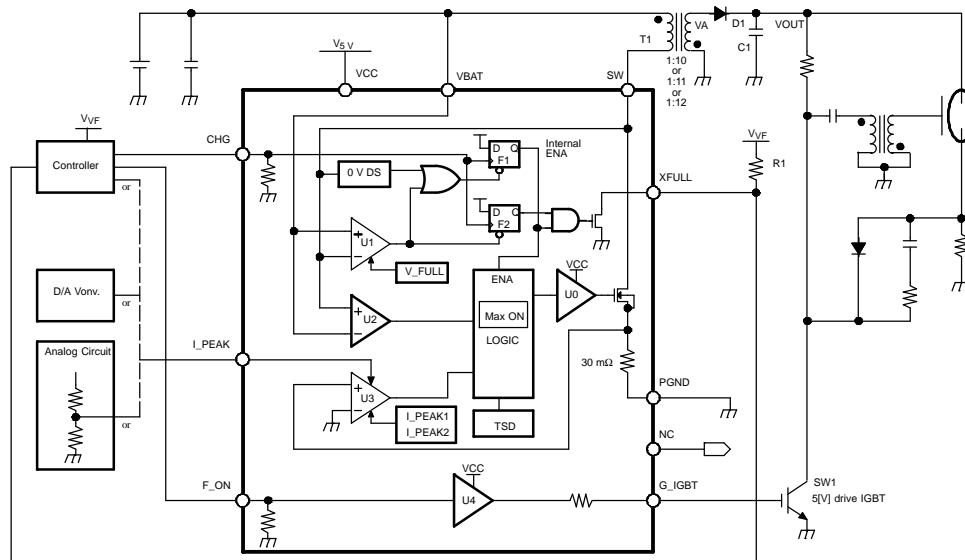 T1
VA
D1
C1
VOUT
1:10
or
1:11
or
1:12
V5 V
VCC
VBAT
SW
VVF
Controller
or
CHG
0 V DS
D Q
F1
Internal
ENA
VVF
R1
XFULL
D Q
F2
+
U1
−
V_FULL
ENA
VCC
U0
Max ON
LOGIC
D/A Vonv.
or
+
U2
−
I_PEAK
Analog Circuit
or
+
U3
−
I_PEAK1
I_PEAK2
TSD
30 mΩ
PGND
NC
F_ON
VCC
U4
G_IGBT
SW1
5[V] drive IGBT